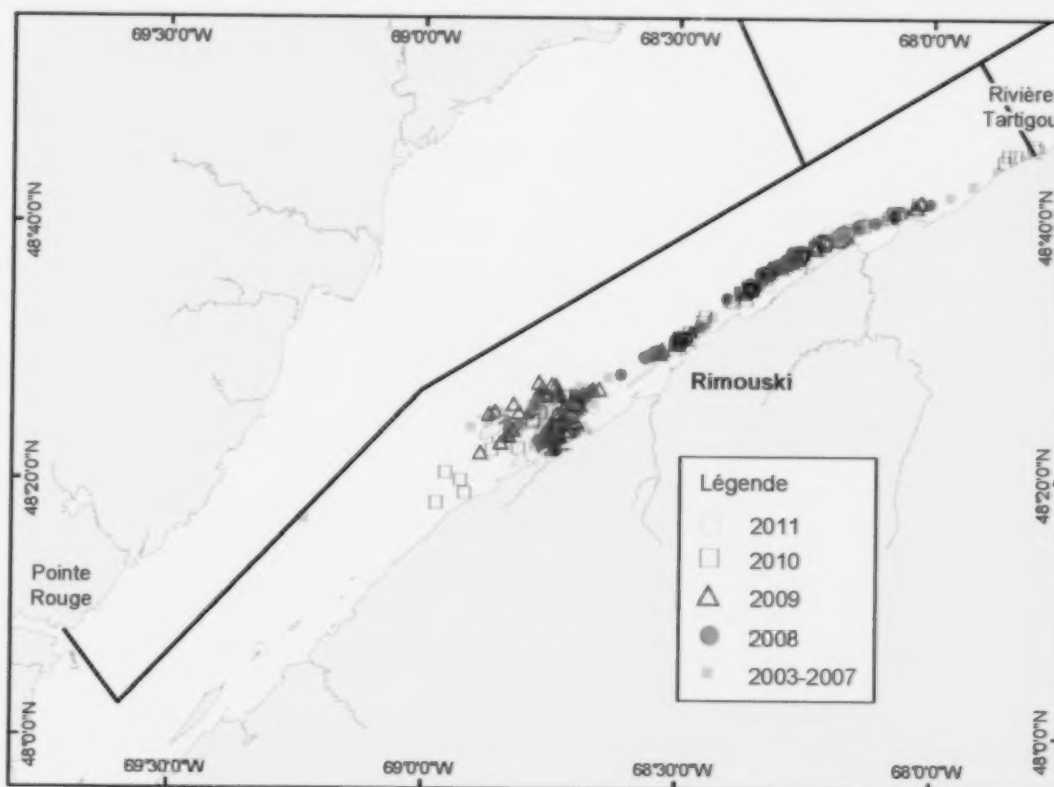 69°30'0"W
69°0'0"W
68°30'0"W
68°0'0"W
Rivière
Tartigou
48°40'0"N
48°40'0"N
Rimouski
48°20'0"N
48°20'0"N
Légende
2011
2010
2009
2008
2003-2007
Pointe
Rouge
48°0'0"N
48°0'0"N
69°30'0"W
69°0'0"W
68°30'0"W
68°0'0"W